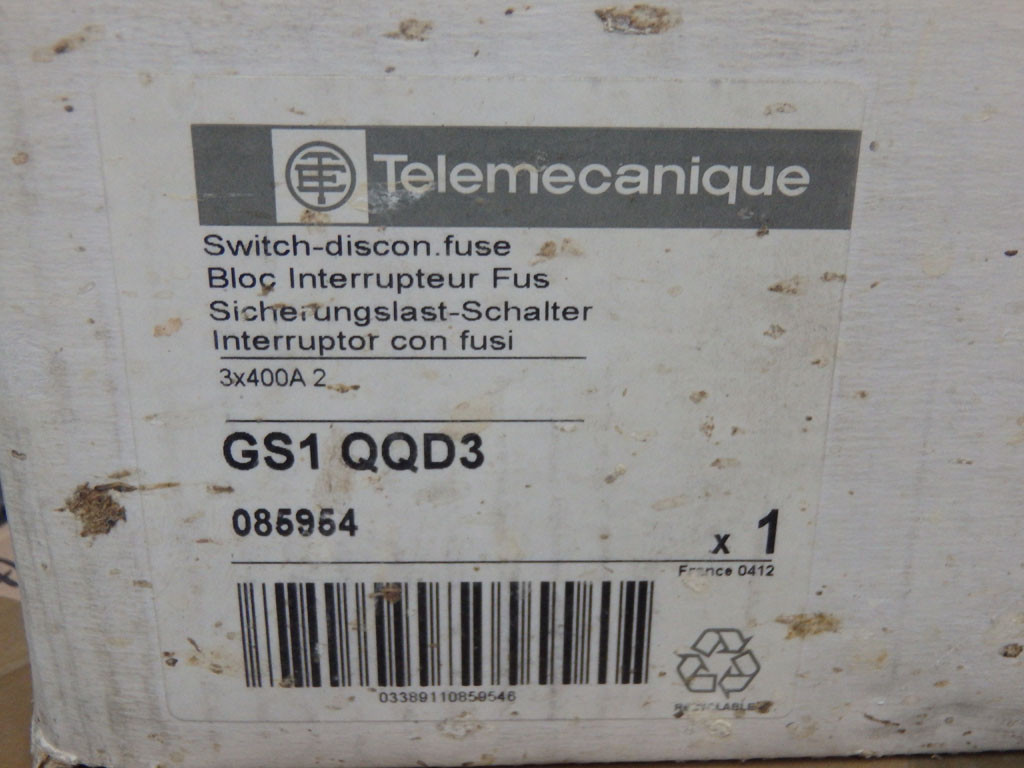 Telemecanique
Switch-discon.fuse
Bloc Interrupteur Fus
Sicherungslast-Schalter
Interruptor con fusi
3x400A 2
GS1 QQD3
085954
x 1
France 0412
03389110859546
RECYCLABLE